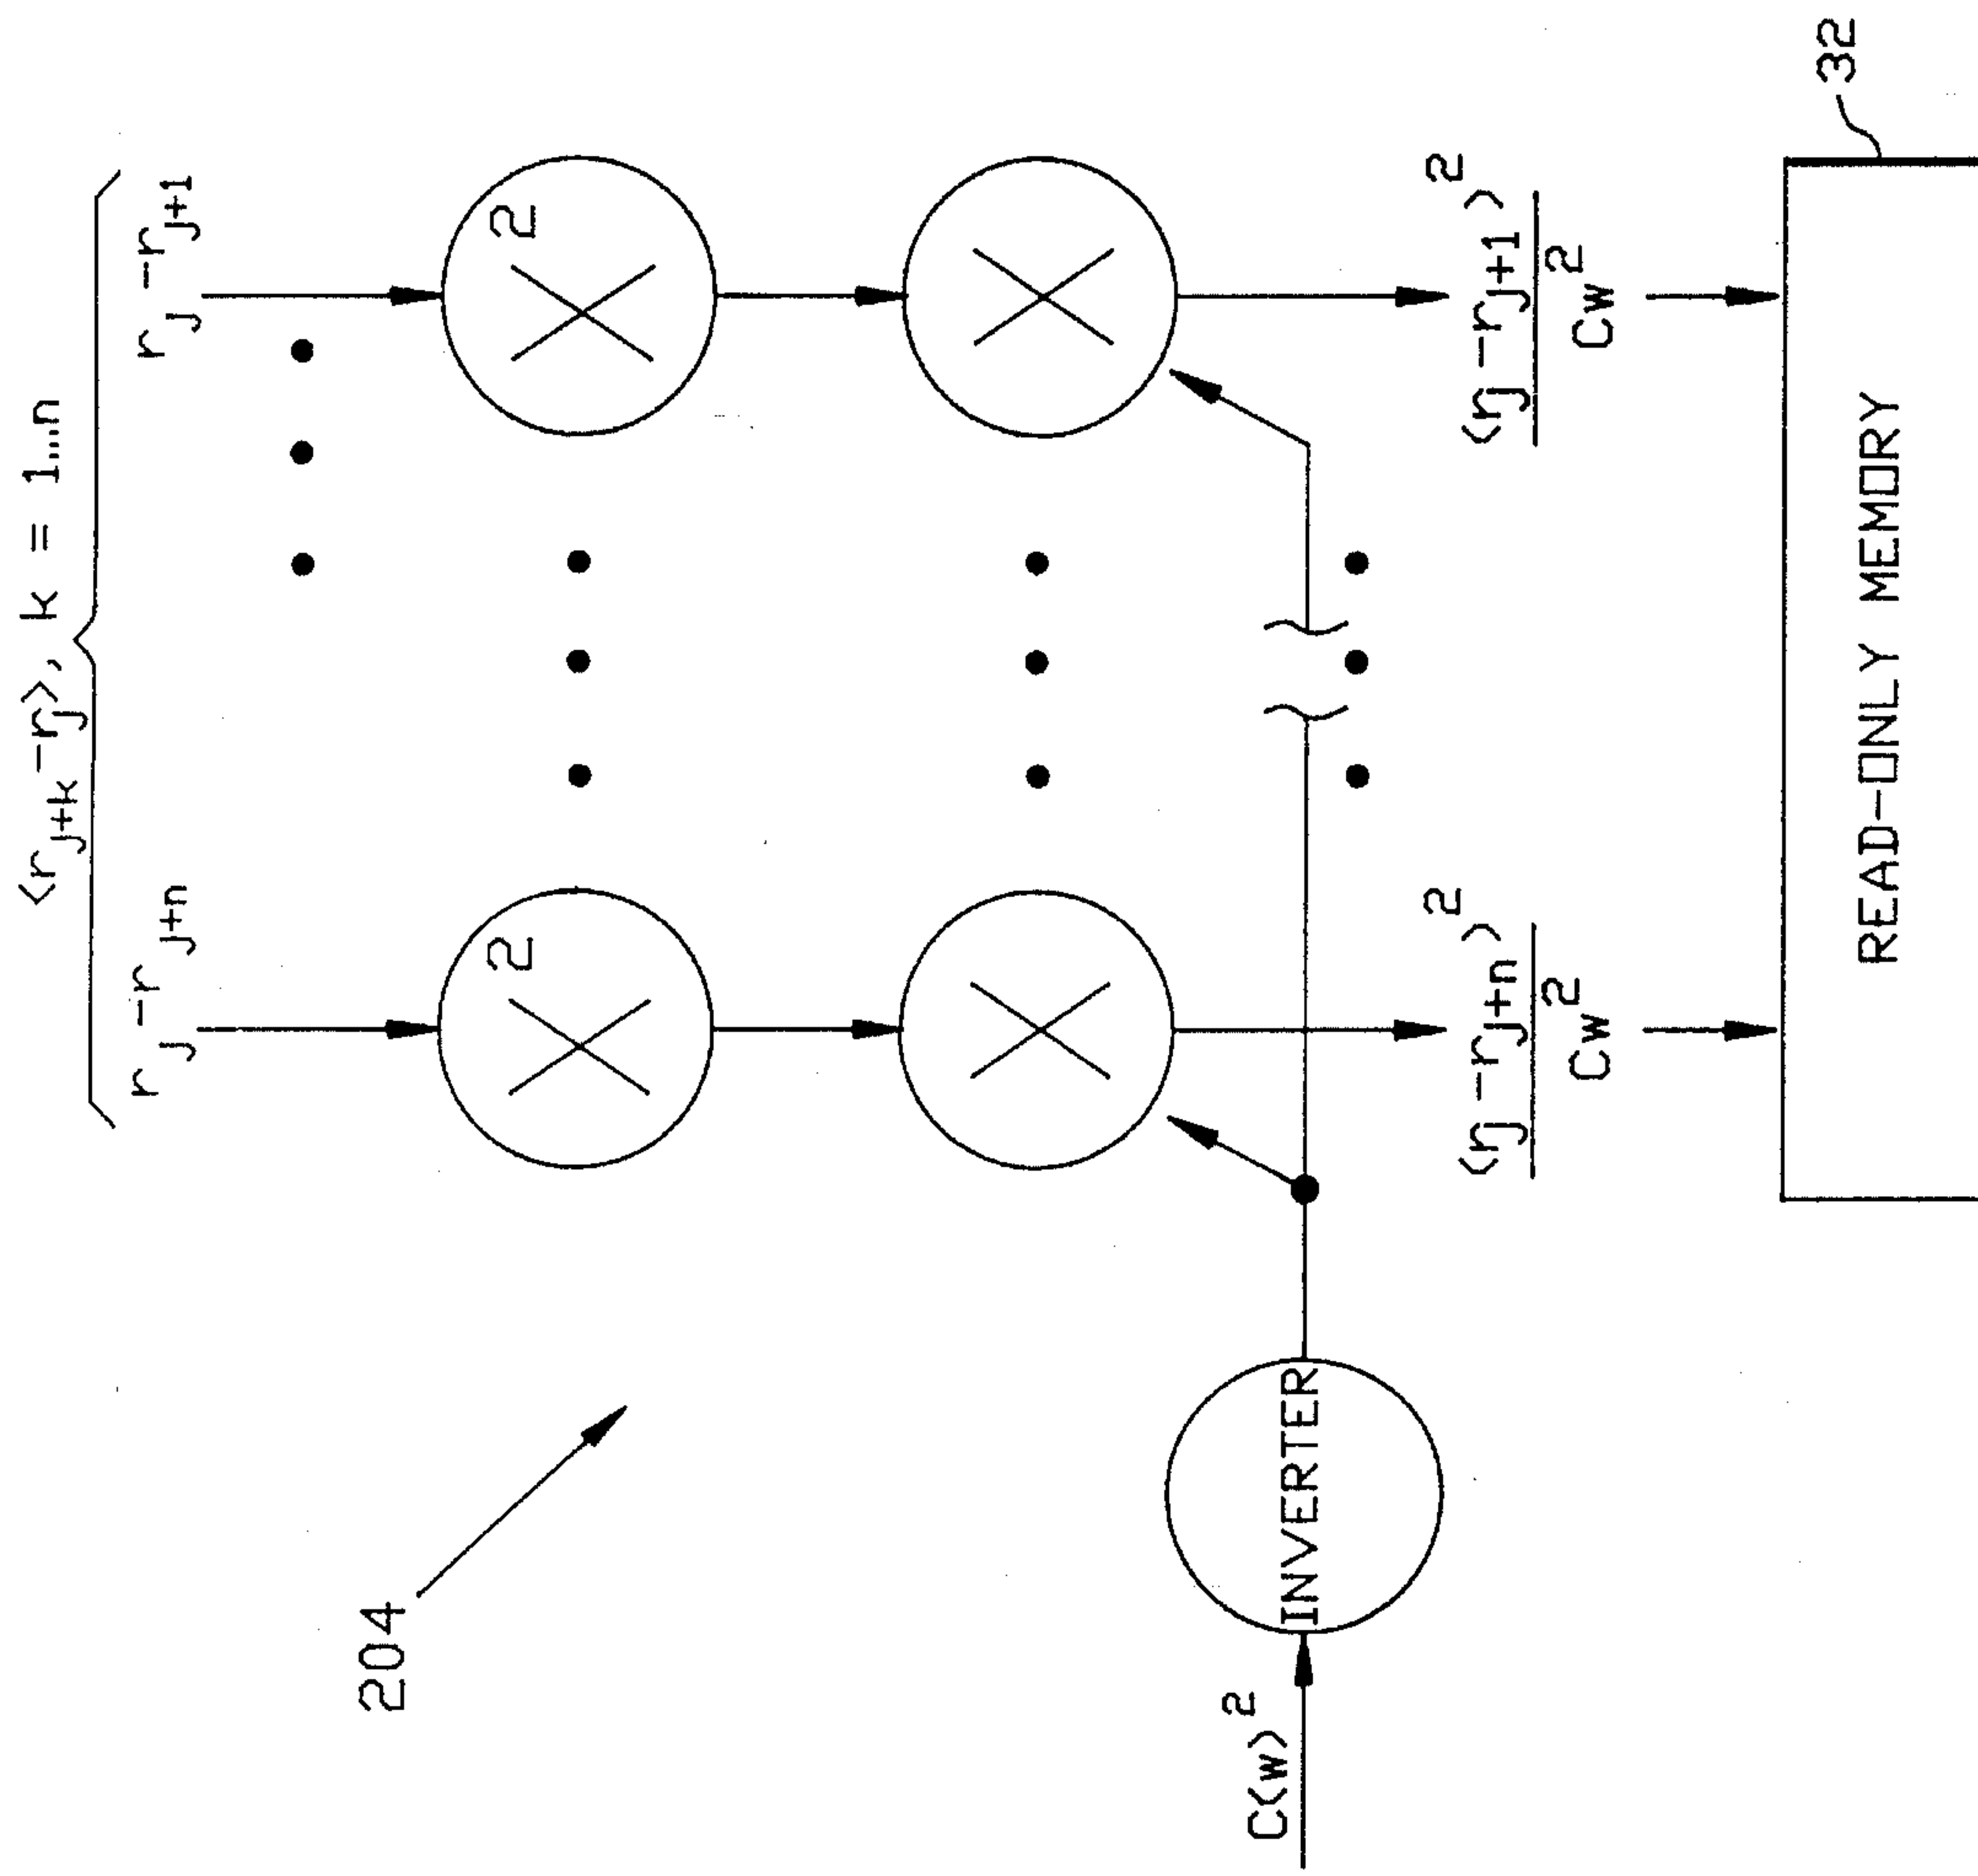 <r_{j+k}-r_j>, k = 1...n
r_j-r_{j+n}
r_j-r_{j+1}
204
X^2
X^2
X
X
C(w)^2
INVERTER
(r_j-r_{j+n})^2
Cw^2
(r_j-r_{j+1})^2
Cw^2
32
READ-ONLY MEMORY